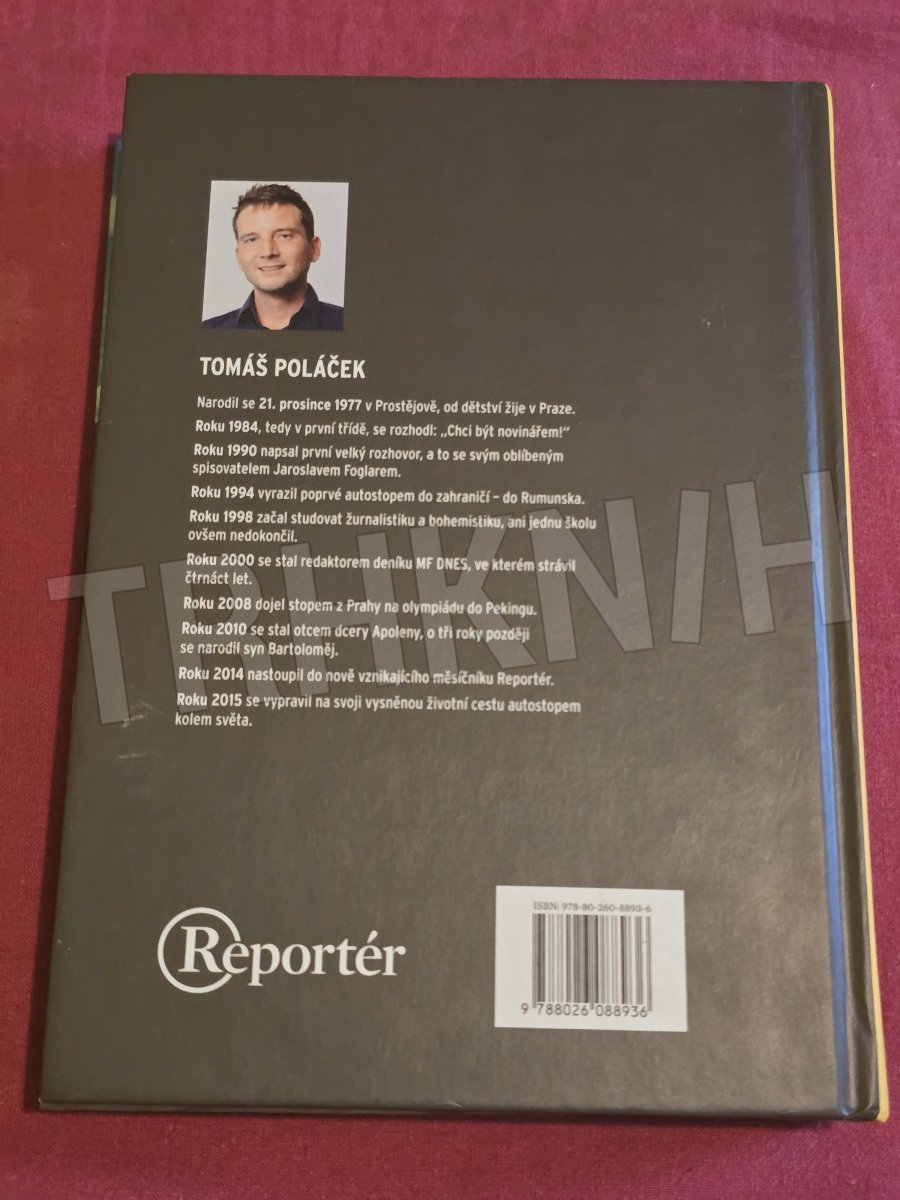 TOMÁŠ POLÁČEK
Narodil se 21. prosince 1977 v Prostějově, od dětství žije v Praze.
Roku 1984, tedy v první třídě, se rozhodl: „Chci být novinářem!“
Roku 1990 napsal první velký rozhovor, a to se svým oblíbeným
spisovatelem Jaroslavem Foglarem.
Roku 1994 vyrazil poprvé autostopem do zahraničí – do Rumunska.
Roku 1998 začal studovat žurnalistiku a bohemistiku, ani jednu školu
ovšem nedokončil.
Roku 2000 se stal redaktorem deníku MF DNES, ve kterém strávil
čtrnáct let.
Roku 2008 dojel stopem z Prahy na olympiádu do Pekingu.
Roku 2010 se stal otcem dcery Apoleny, o tři roky později
se narodil syn Bartoloměj.
Roku 2014 nastoupil do nově vznikajícího měsíčníku Reportér.
Roku 2015 se vypravil na svoji vysněnou životní cestu autostopem
kolem světa.
TRHKNIH
Reportér
ISBN: 978-80-260-8893-6
9 788026 088936